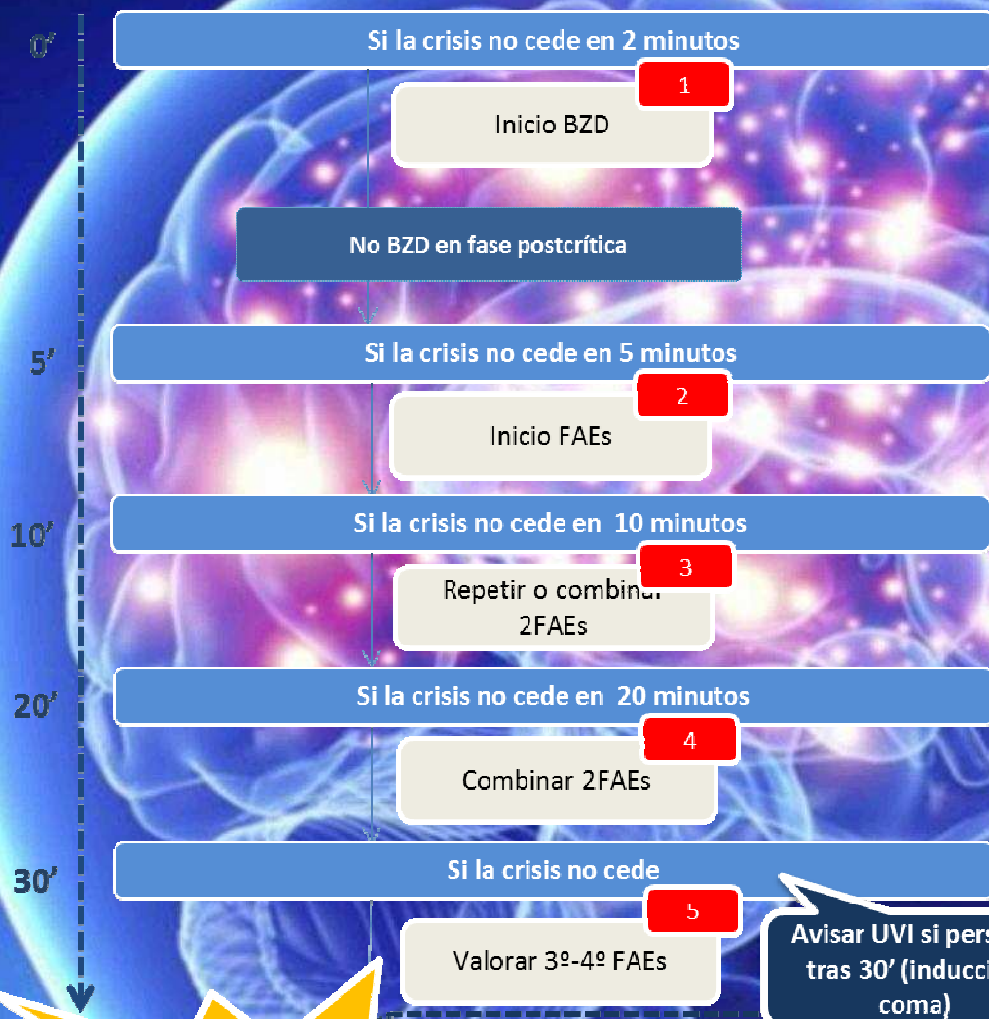 0'
Si la crisis no cede en 2 minutos
1
Inicio BZD
No BZD en fase postcrítica
5'
Si la crisis no cede en 5 minutos
2
Inicio FAEs
10'
Si la crisis no cede en 10 minutos
3
Repetir o combinar
2FAEs
20'
Si la crisis no cede en 20 minutos
4
Combinar 2FAEs
30'
Si la crisis no cede
5
Valorar 3º-4º FAEs
Avisar UVI si
tras 30'
coma)